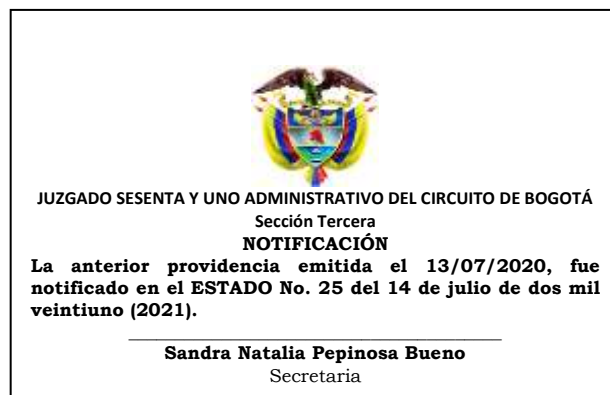 JUZGADO SESENTA Y UNO ADMINISTRATIVO DEL CIRCUITO DE BOGOTÁ
Sección Tercera
NOTIFICACIÓN
La anterior providencia emitida el 13/07/2020, fue
notificado en el ESTADO No. 25 del 14 de julio de dos mil
veintiuno (2021).
Sandra Natalia Pepinosa Bueno
Secretaria